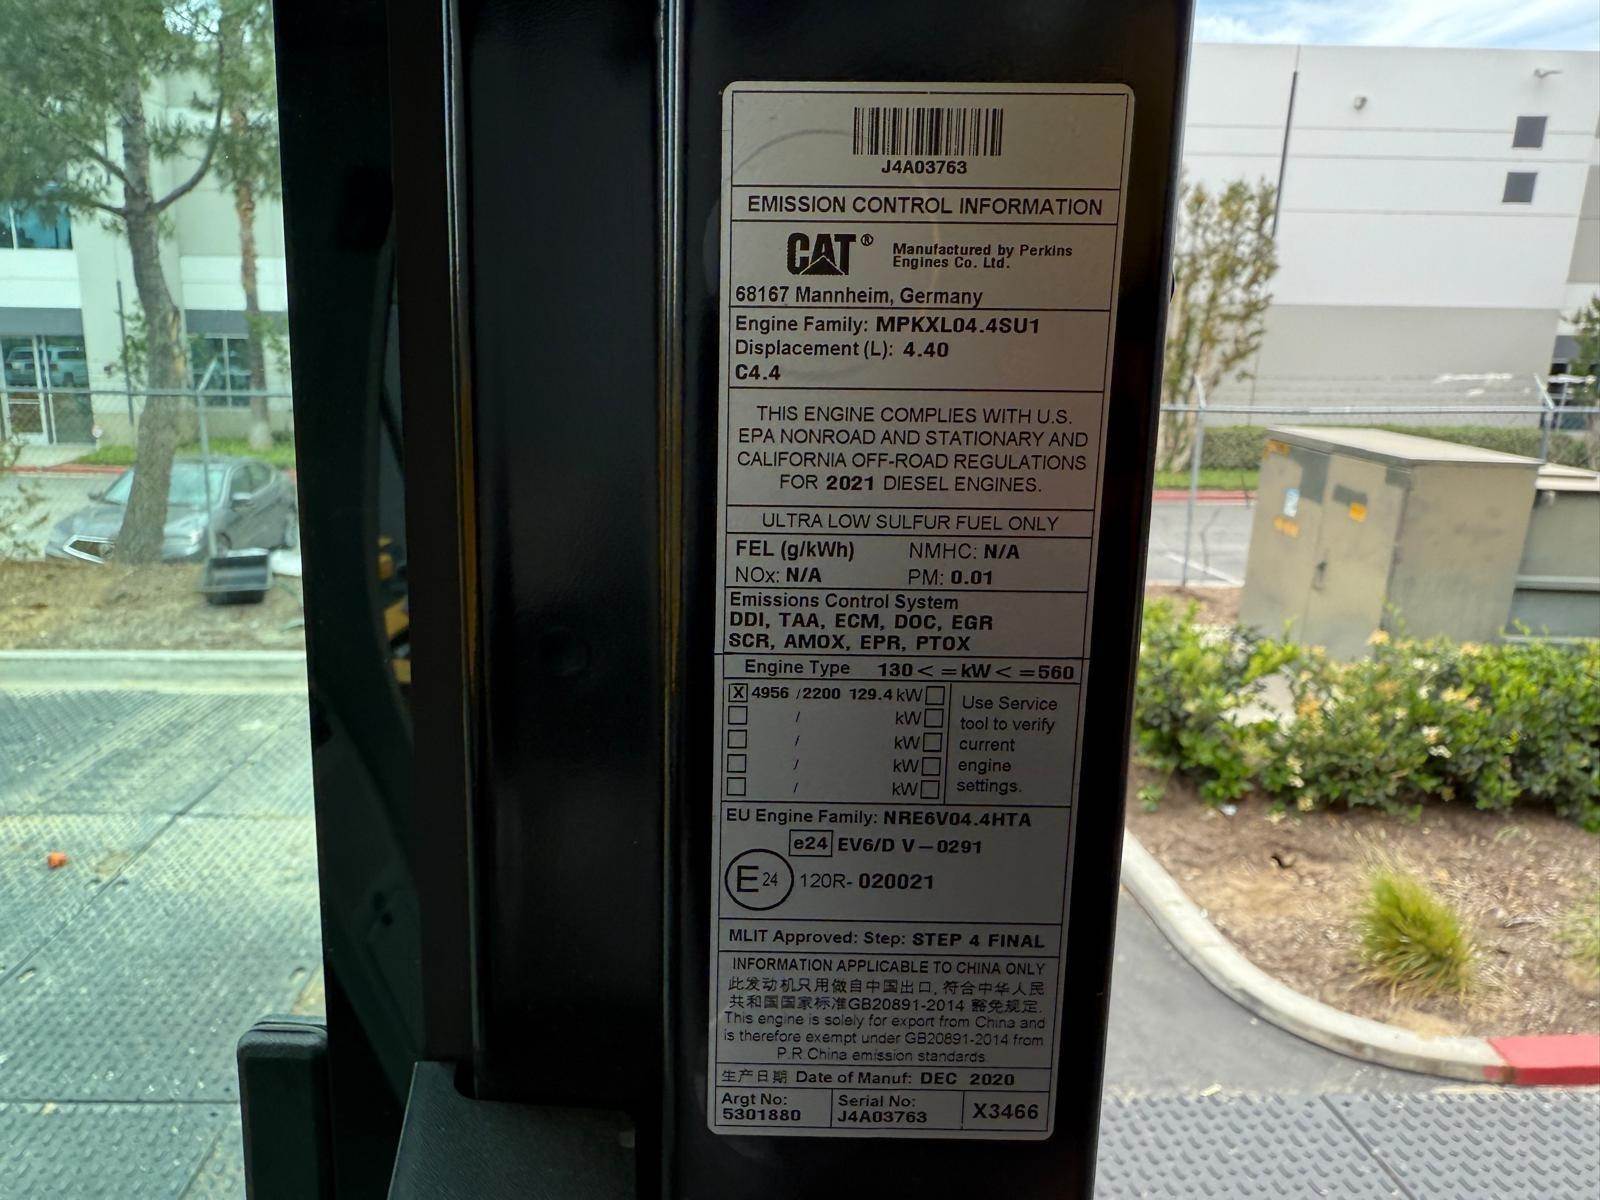 J4A03763
EMISSION CONTROL INFORMATION
CAT® Manufactured by Perkins
Engines Co. Ltd.
68167 Mannheim, Germany
Engine Family: MPKXL04.4SU1
Displacement (L): 4.40
C4.4
THIS ENGINE COMPLIES WITH U.S.
EPA NONROAD AND STATIONARY AND
CALIFORNIA OFF-ROAD REGULATIONS
FOR 2021 DIESEL ENGINES.
ULTRA LOW SULFUR FUEL ONLY
FEL (g/kWh) NMHC: N/A
NOx: N/A PM: 0.01
Emissions Control System
DDI, TAA, ECM, DOC, EGR
SCR, AMOX, EPR, PTOX
Engine Type 130 < = kW < = 560
X 4956 / 2200 129.4 kW
/ kW
/ kW
/ kW
/ kW
Use Service
tool to verify
current
engine
settings.
EU Engine Family: NRE6V04.4HTA
e24 EV6/D V-0291
E 24 120R- 020021
MLIT Approved: Step: STEP 4 FINAL
INFORMATION APPLICABLE TO CHINA ONLY
此发动机只用做自中国出口, 符合中华人民
共和国国家标准GB20891-2014 豁免规定.
This engine is solely for export from China and
is therefore exempt under GB20891-2014 from
P.R.China emission standards.
生产日期 Date of Manuf: DEC 2020
Argt No:
5301880
Serial No:
J4A03763
X3466